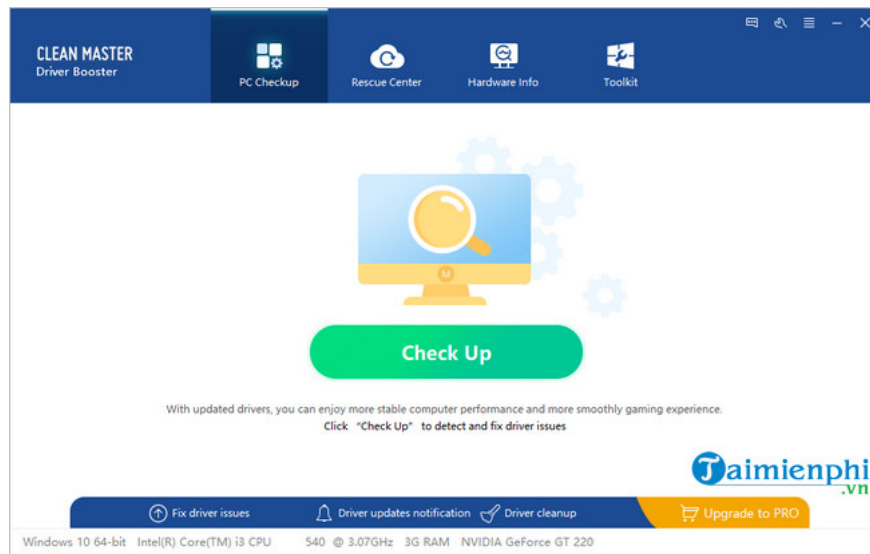 CLEAN MASTER
Driver Booster
PC Checkup
Rescue Center
Hardware Info
Toolkit
M
Check Up
With updated drivers, you can enjoy more stable computer performance and more smoothly gaming experience.
Click “Check Up” to detect and fix driver issues
Taimienphi
.vn
Fix driver issues
Driver updates notification
Driver cleanup
Upgrade to PRO
Windows 10 64-bit Intel(R) Core(TM) i3 CPU 540 @ 3.07GHz 3G RAM NVIDIA GeForce GT 220